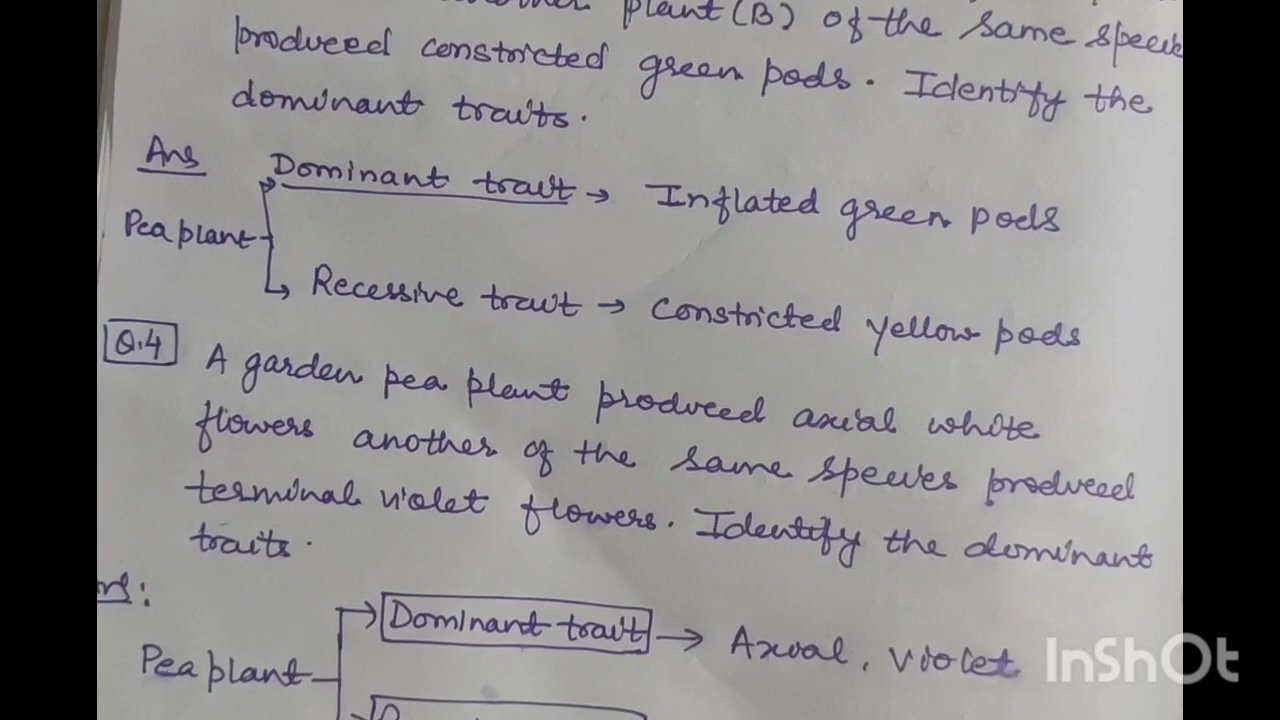 plant (B) of the same
produced constricted green pods. Identify the
dominant traits.
Ans
Dominant trait → Inflated green pods
Pea plant
Recessive trait → Constricted yellow pods
Q.4 A garden pea plant produced axial white
flowers another of the same species produced
terminal violet flowers. Identify the dominant
traits.
Dominant trait → Axial, violet
Pea plant
InShOt